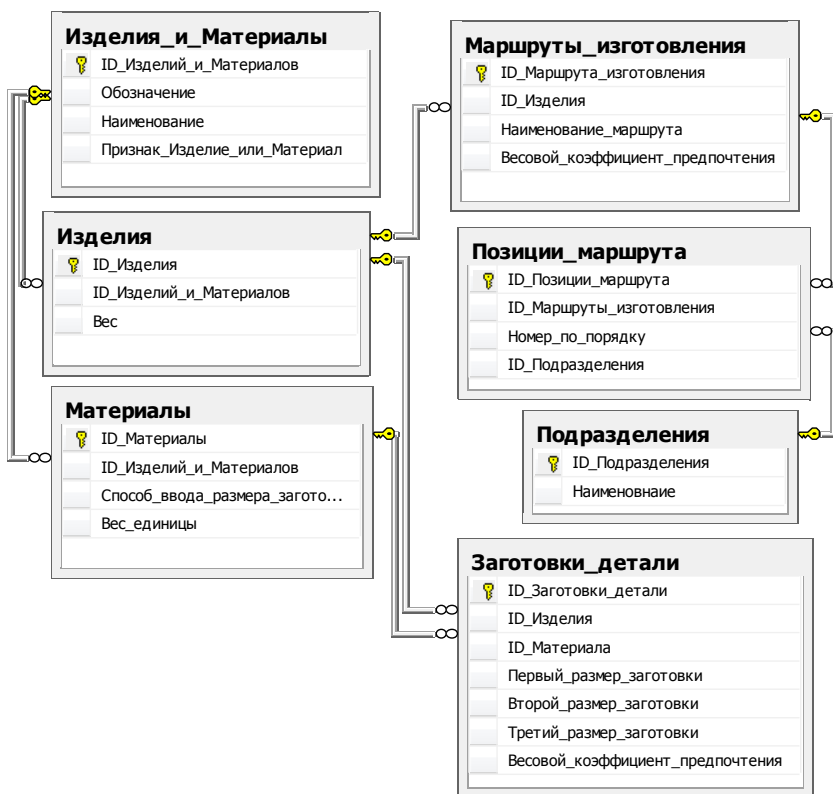 Изделия_и_Материалы
ID_Изделий_и_Материалов
Обозначение
Наименование
Признак_Изделие_или_Материал
Изделия
ID_Изделия
ID_Изделий_и_Материалов
Вес
Материалы
ID_Материалы
ID_Изделий_и_Материалов
Способ_ввода_размера_загото...
Вес_единицы
Маршруты_изготовления
ID_Маршрута_изготовления
ID_Изделия
Наименование_маршрута
Весовой_коэффициент_предпочтения
Позиции_маршрута
ID_Позиции_маршрута
ID_Маршруты_изготовления
Номер_по_порядку
ID_Подразделения
Подразделения
ID_Подразделения
Наименовнаие
Заготовки_детали
ID_Заготовки_детали
ID_Изделия
ID_Материала
Первый_размер_заготовки
Второй_размер_заготовки
Третий_размер_заготовки
Весовой_коэффициент_предпочтения